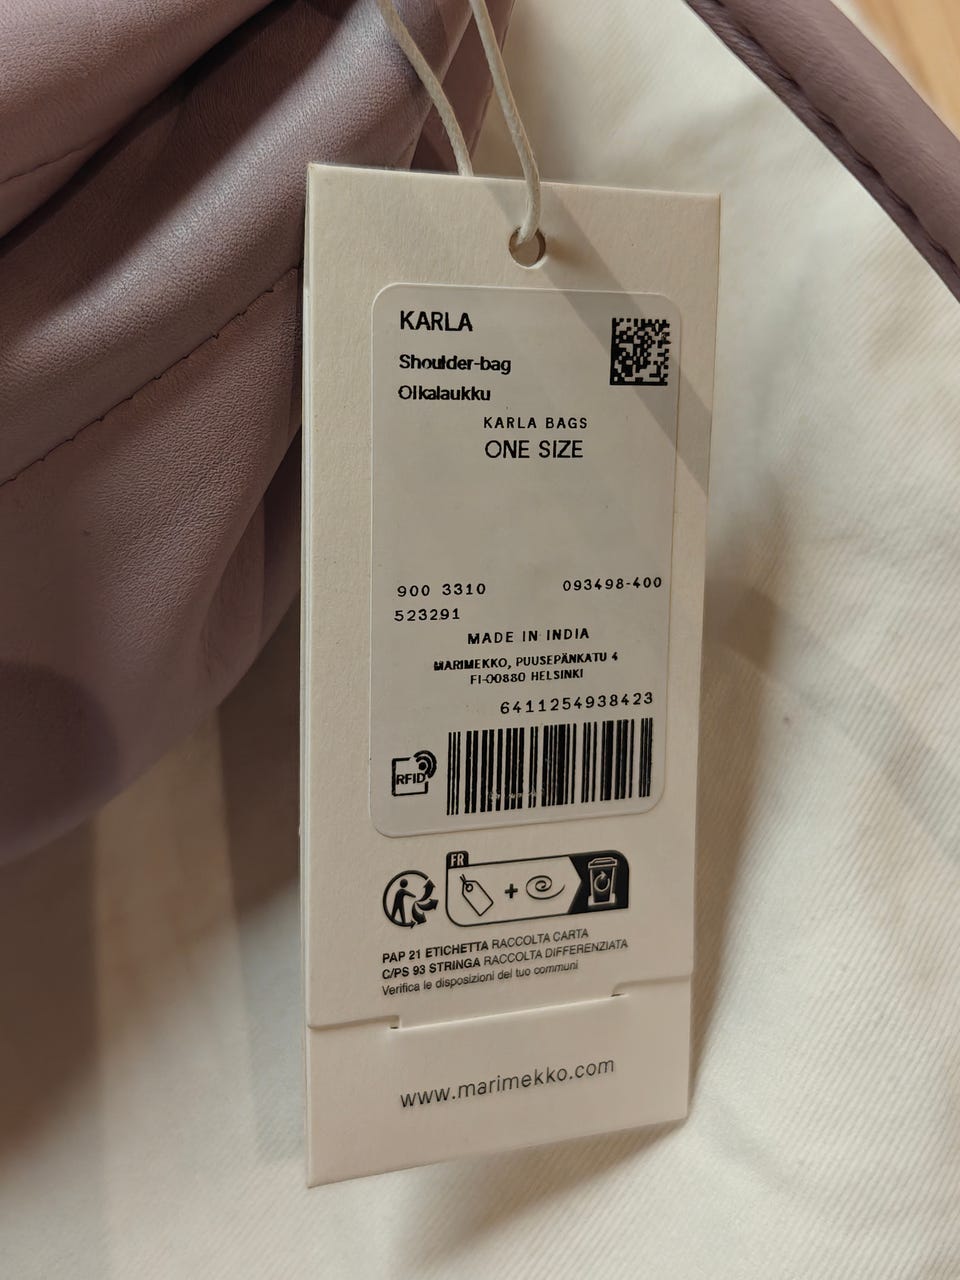 KARLA
Shoulder-bag
Olkalaukku
KARLA BAGS
ONE SIZE
900 3310 093498-400
523291
MADE IN INDIA
MARIMEKKO, PUUSEPÄNKATU 4
FI-00880 HELSINKI
6411254938423
RFID
FR
+
PAP 21 ETICHETTA RACCOLTA CARTA
C/PS 93 STRINGA RACCOLTA DIFFERENZIATA
Verifica le disposizioni del tuo communi
www.marimekko.com